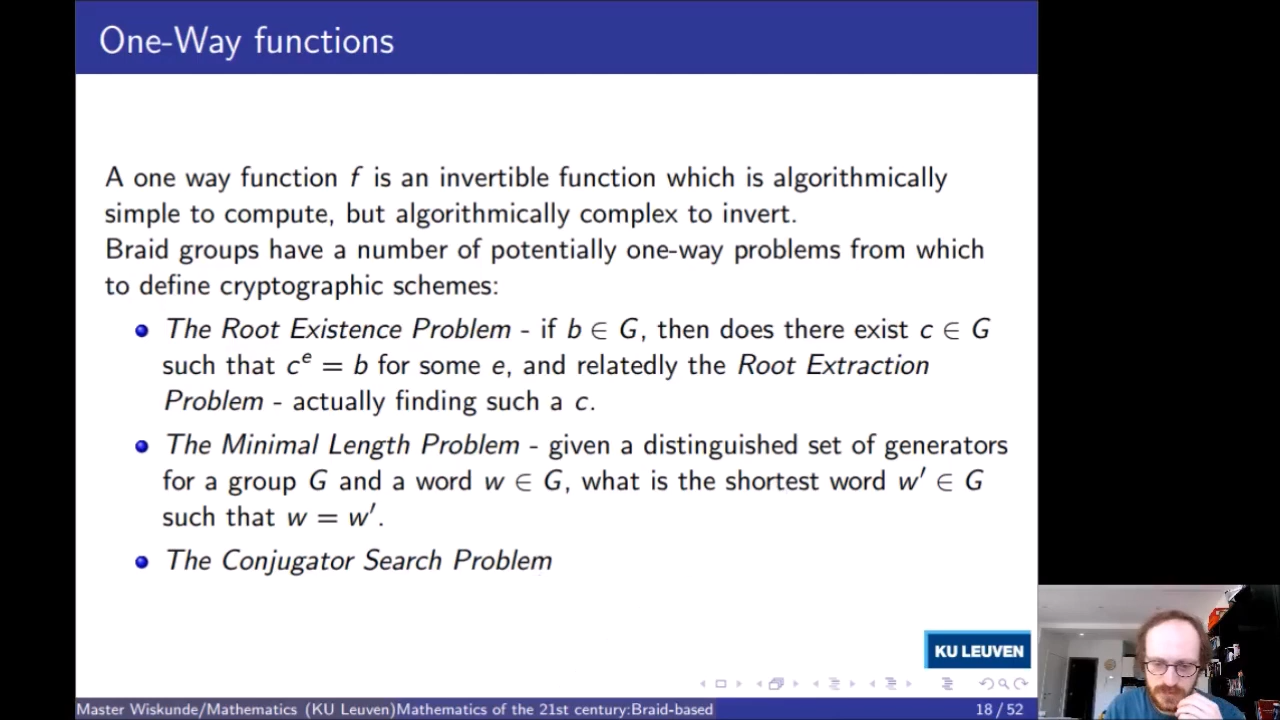 One-Way functions
A one way function f is an invertible function which is algorithmically
simple to compute, but algorithmically complex to invert.
Braid groups have a number of potentially one-way problems from which
to define cryptographic schemes:
The Root Existence Problem - if b ∈ G, then does there exist c ∈ G
such that cᵉ = b for some e, and relatedly the Root Extraction
Problem - actually finding such a c.
The Minimal Length Problem - given a distinguished set of generators
for a group G and a word w ∈ G, what is the shortest word w′ ∈ G
such that w = w′.
The Conjugator Search Problem
KU LEUVEN
Master Wiskunde/Mathematics (KU Leuven)Mathematics of the 21st century:Braid-based 18 / 52